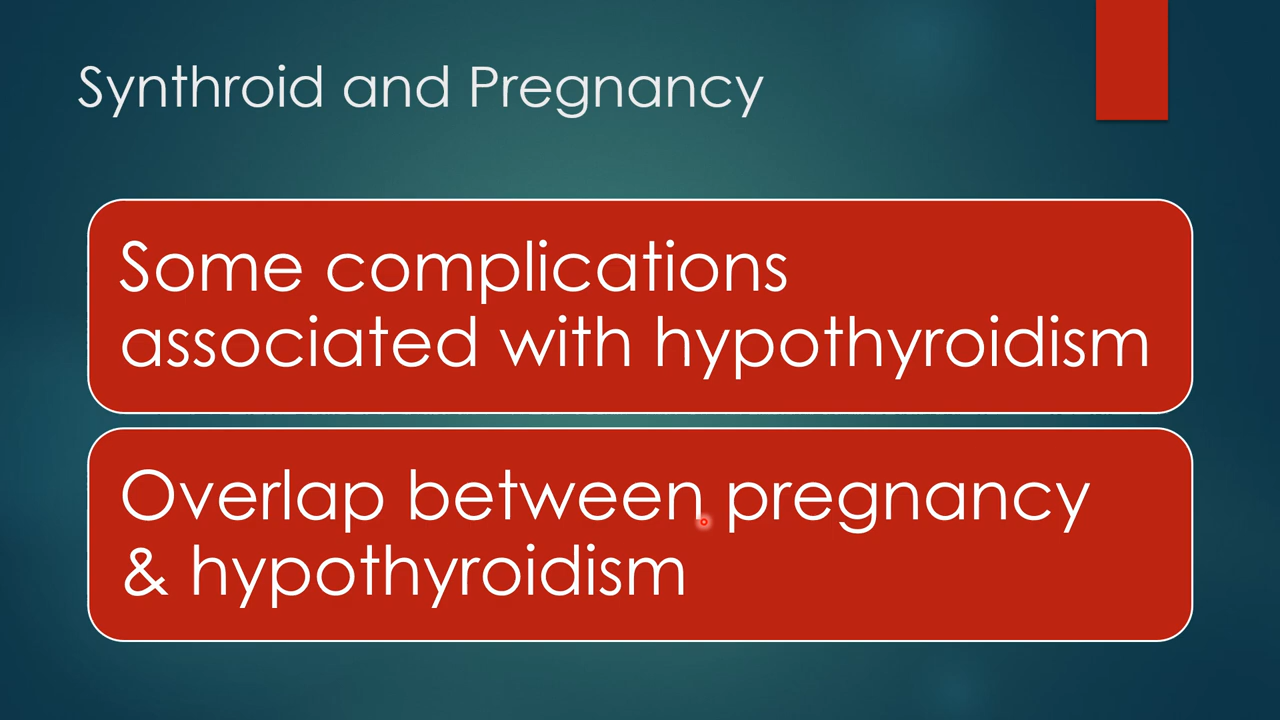 Synthroid and Pregnancy
Some complications
associated with hypothyroidism
Overlap between pregnancy
& hypothyroidism